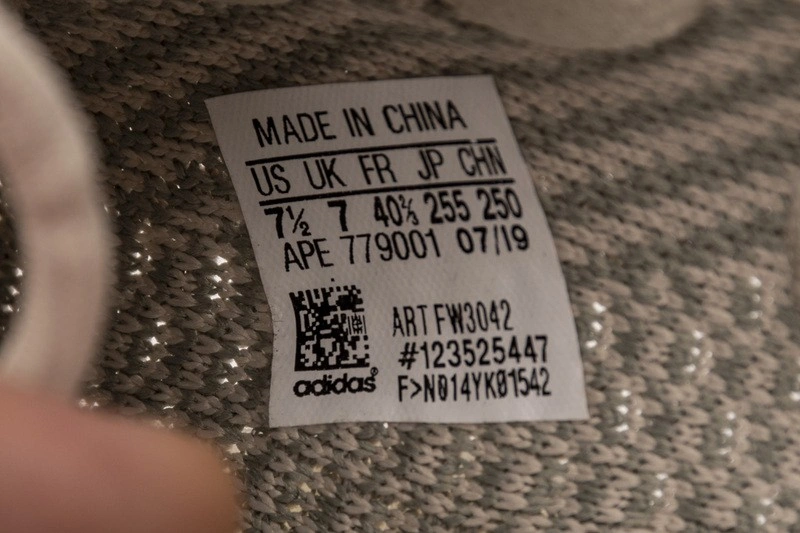 MADE IN CHINA
US UK FR JP CHN
7½ 7 40⅔ 255 250
APE 779001 07/19
ART FW3042
#123525447
adidas®
F>N014YK01542